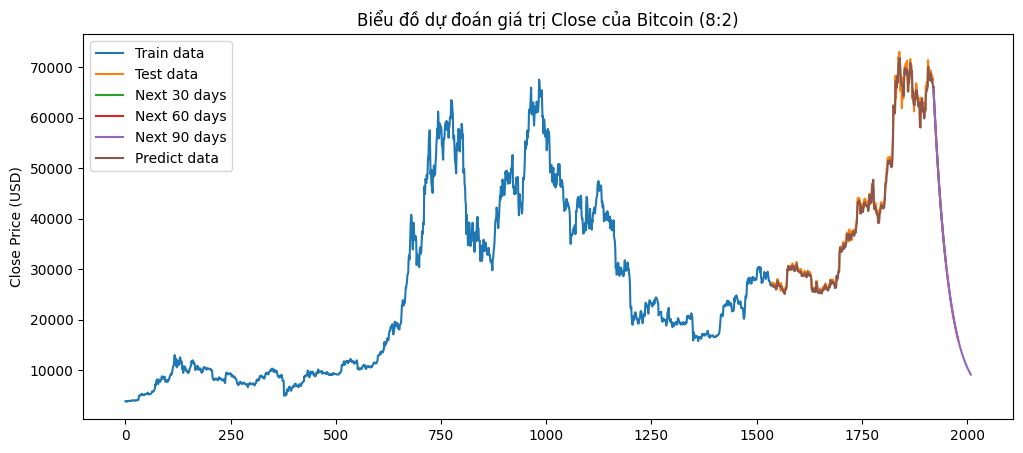 Biểu đồ dự đoán giá trị Close của Bitcoin (8:2)
Train data
Test data
Next 30 days
Next 60 days
Next 90 days
Predict data
Close Price (USD)
70000
60000
50000
40000
30000
20000
10000
0 250 500 750 1000 1250 1500 1750 2000